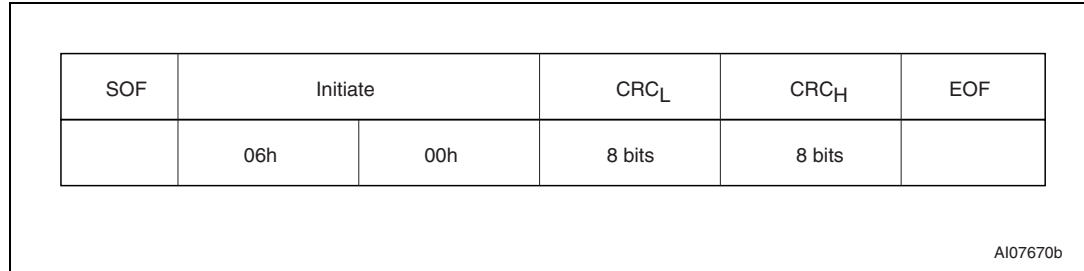 SOF Initiate CRCL CRCH EOF
06h 00h 8 bits 8 bits
AI07670b